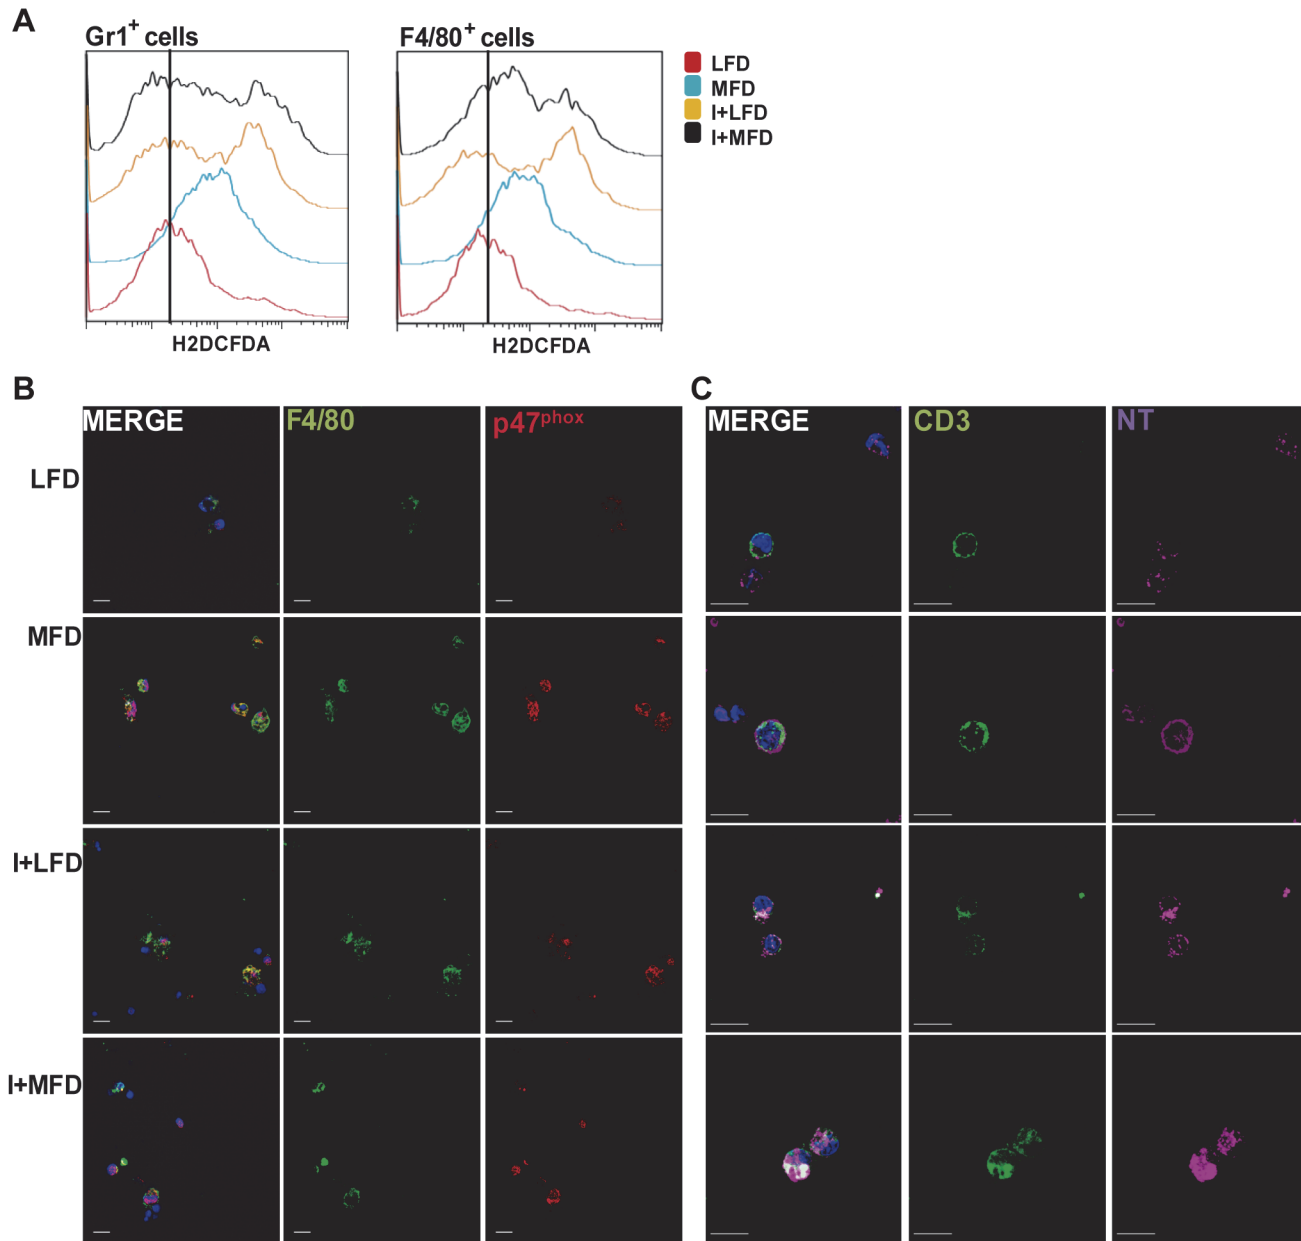 A
Gr1+ cells
F4/80+ cells
LFD
MFD
I+LFD
I+MFD
H2DCFDA
H2DCFDA
B
MERGE
F4/80
p47phox
LFD
MFD
I+LFD
I+MFD
C
MERGE
CD3
NT